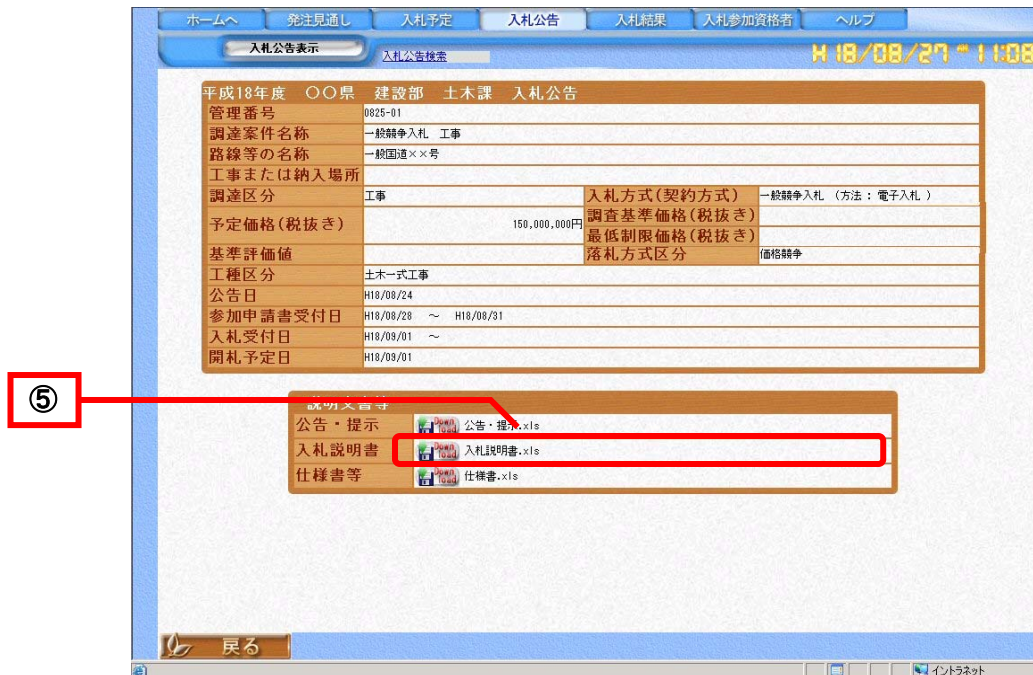 ホームへ 発注見通し 入札予定 入札公告 入札結果 入札参加資格者 ヘルプ
入札公告表示 入札公告検索 H 18/08/27 AM 11:08
平成18年度 〇〇県 建設部 土木課 入札公告
管理番号 0825-01
調達案件名称 一般競争入札 工事
路線等の名称 一般国道××号
工事または納入場所
調達区分 工事 入札方式(契約方式) 一般競争入札 (方法:電子入札)
予定価格(税抜き) 150,000,000円 調査基準価格(税抜き)
最低制限価格(税抜き)
基準評価値 落札方式区分 価格競争
工種区分 土木一式工事
公告日 H18/08/24
参加申請書受付日 H18/08/28 ~ H18/08/31
入札受付日 H18/09/01 ~
開札予定日 H18/09/01
⑤
説明文書等
公告・提示 Download 公告・提示.xls
入札説明書 Download 入札説明書.xls
仕様書等 Download 仕様書.xls
戻る
イントラネット